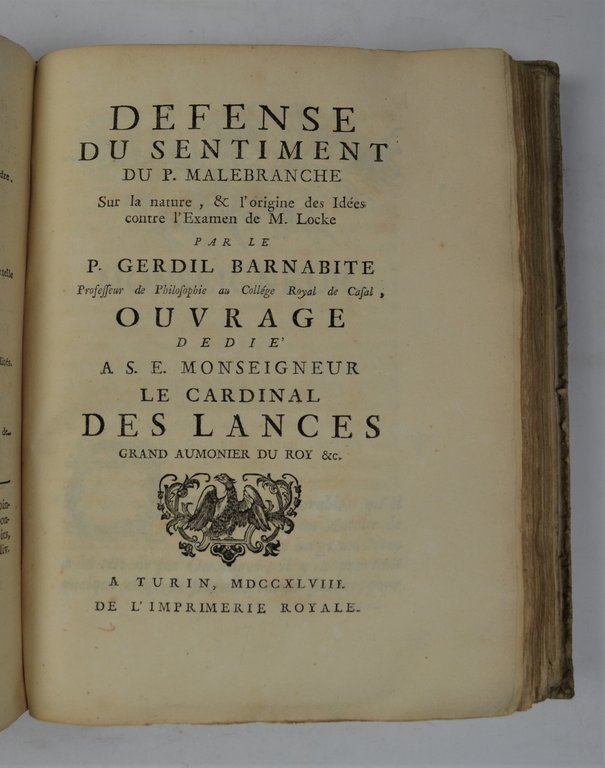 DEFENSE
DU SENTIMENT
DU P. MALEBRANCHE
Sur la nature, & l'origine des Idées
contre l'Examen de M. Locke
PAR LE
P. GERDIL BARNABITE
Professeur de Philosophie au Collége Royal de Casal,
OUVRAGE
DEDIE'
A S. E. MONSEIGNEUR
LE CARDINAL
DES LANCES
GRAND AUMONIER DU ROY &c.
A TURIN, MDCCXLVIII.
DE L'IMPRIMERIE ROYALE.